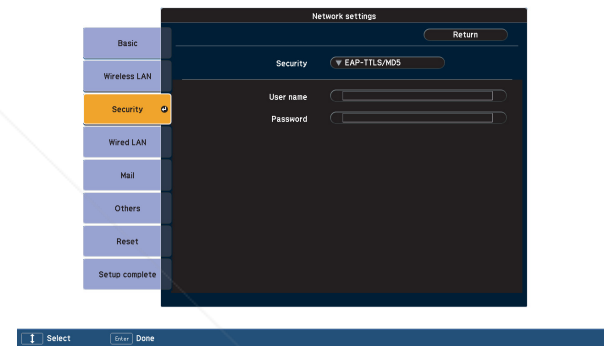 Network settings
Return
Basic
Security ▼ EAP-TTLS/MD5
Wireless LAN
User name
Security
Password
Wired LAN
Mail
Others
Reset
Setup complete
Select Enter Done